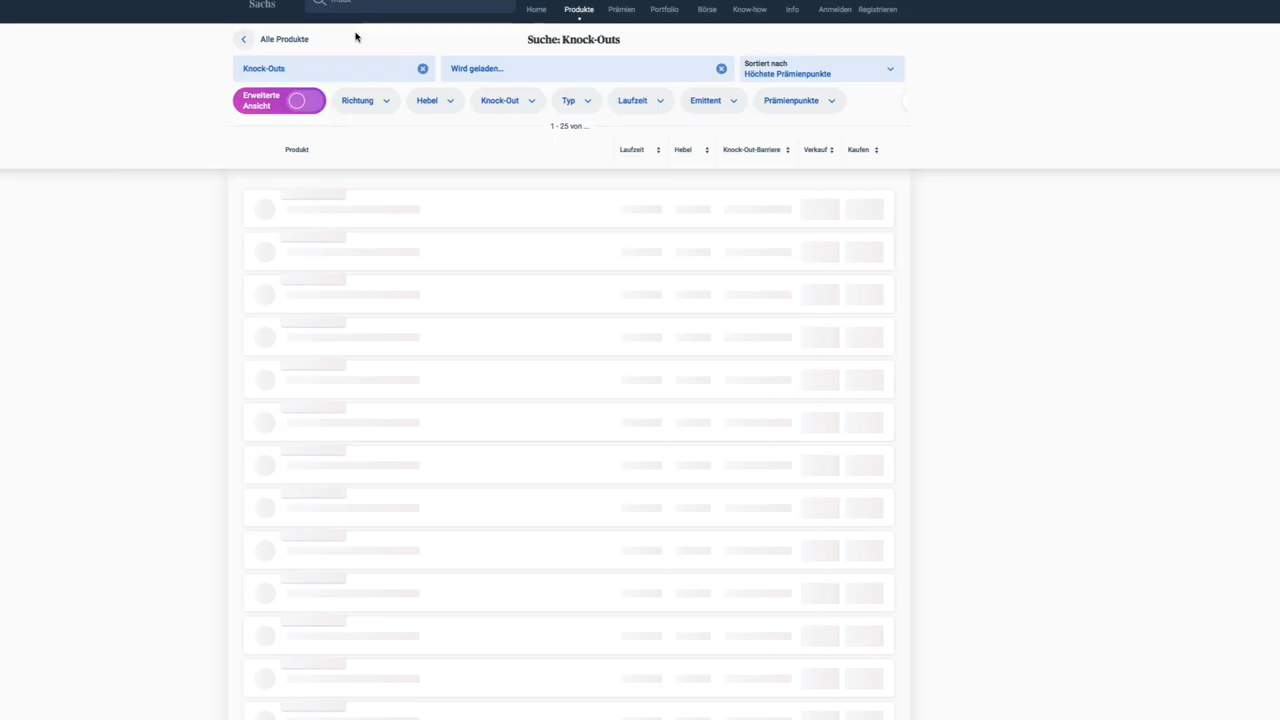 Sachs
Home Produkte Prämien Portfolio Börse Know-how Info Anmelden Registrieren
Alle Produkte
Suche: Knock-Outs
Knock-Outs
Wird geladen...
Sortiert nach
Höchste Prämienpunkte
Erweiterte
Ansicht
Richtung Hebel Knock-Out Typ Laufzeit Emittent Prämienpunkte
1 - 25 von ...
Produkt Laufzeit Hebel Knock-Out-Barriere Verkauf Kaufen